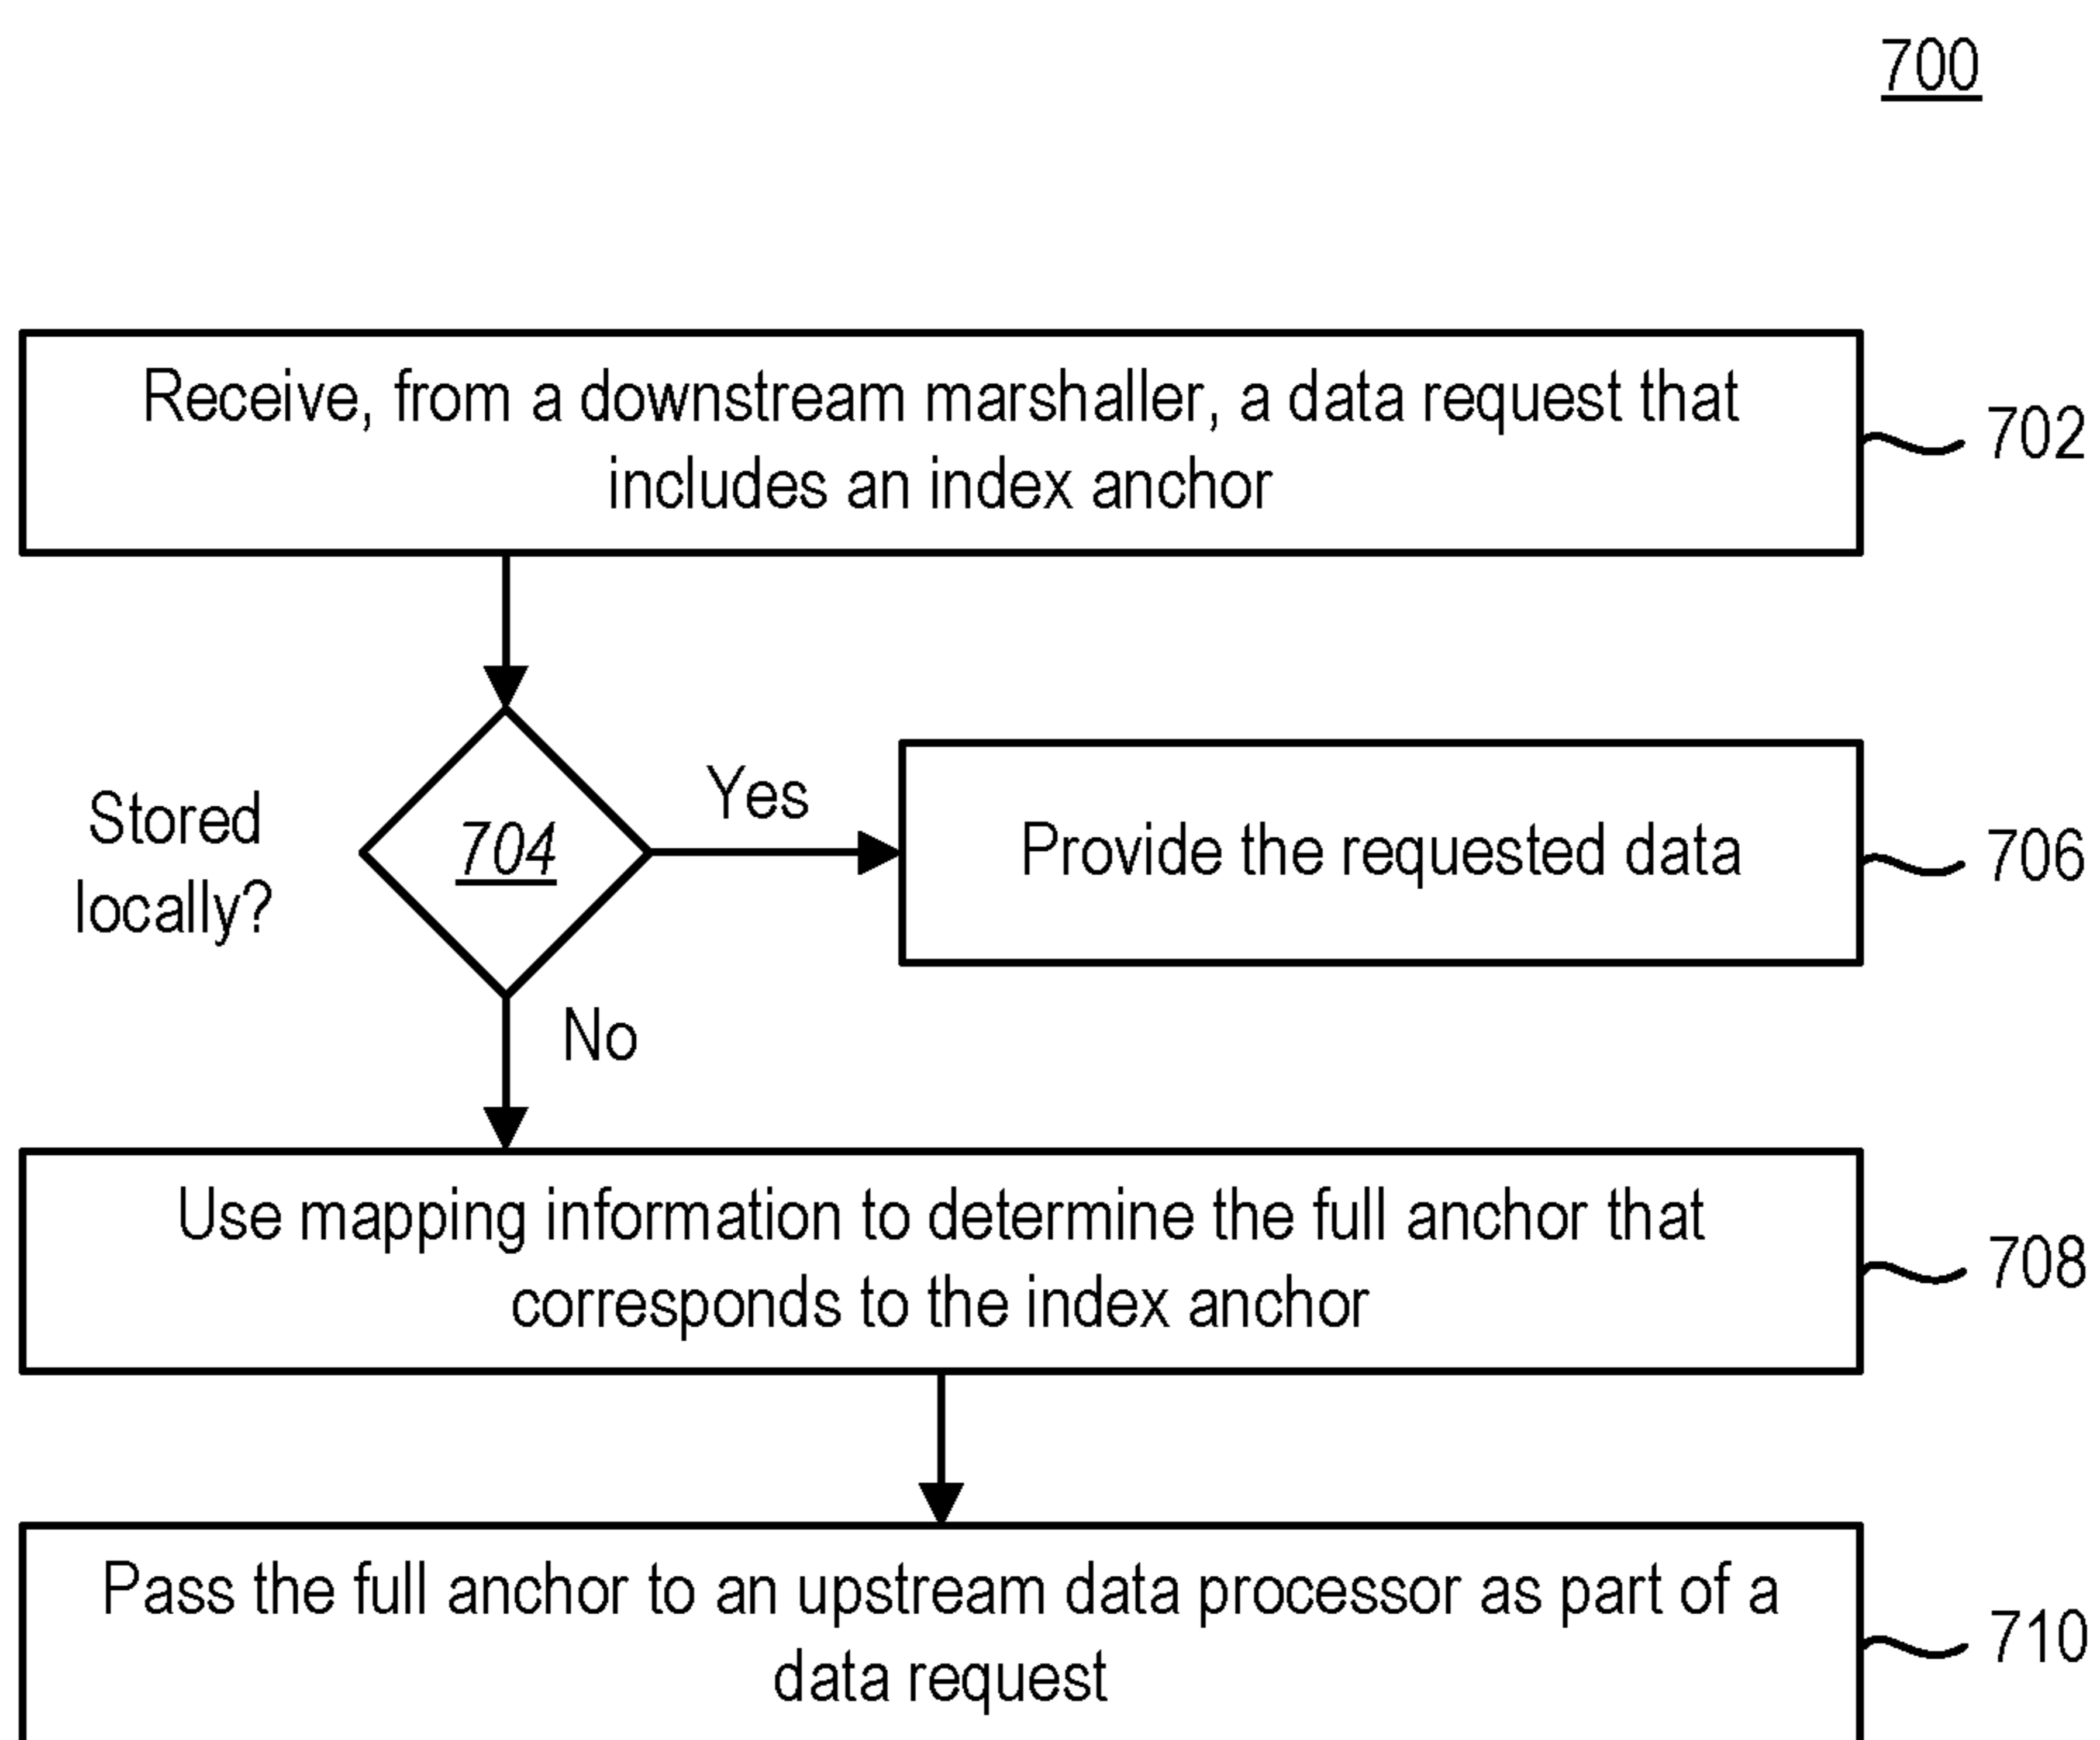 700
Receive, from a downstream marshaller, a data request that
includes an index anchor
702
Stored
locally?
704
Yes
Provide the requested data
706
No
Use mapping information to determine the full anchor that
corresponds to the index anchor
708
Pass the full anchor to an upstream data processor as part of a
data request
710